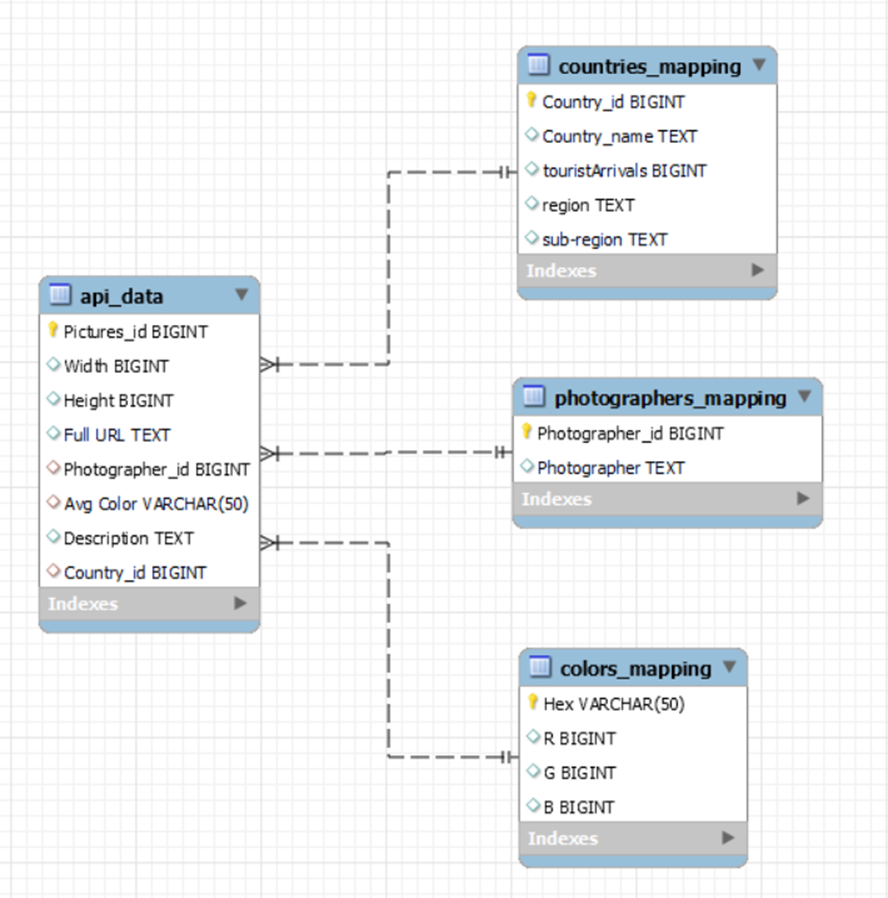 countries_mapping
Country_id BIGINT
Country_name TEXT
touristArrivals BIGINT
region TEXT
sub-region TEXT
Indexes
api_data
Pictures_id BIGINT
Width BIGINT
Height BIGINT
Full URL TEXT
Photographer_id BIGINT
Avg Color VARCHAR(50)
Description TEXT
Country_id BIGINT
Indexes
photographers_mapping
Photographer_id BIGINT
Photographer TEXT
Indexes
colors_mapping
Hex VARCHAR(50)
R BIGINT
G BIGINT
B BIGINT
Indexes